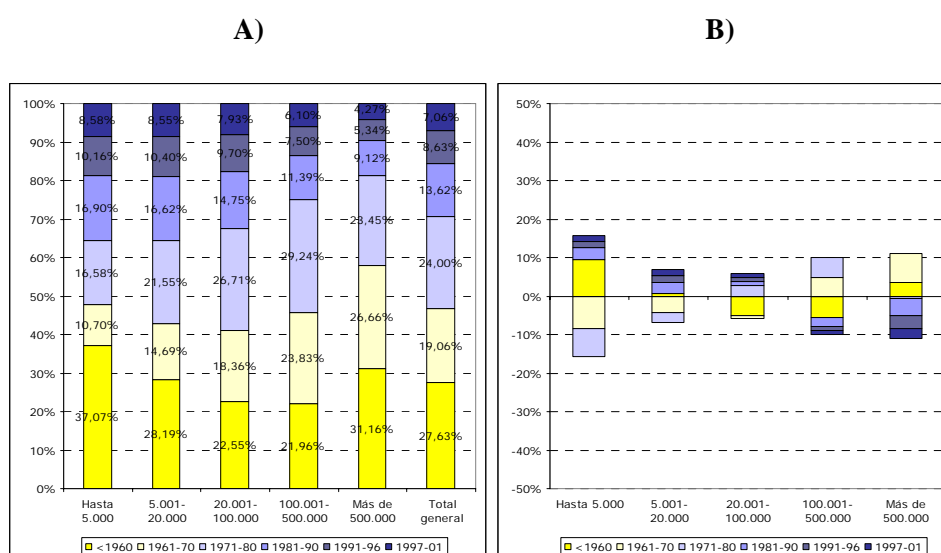 A)
B)
100%
90%
80%
70%
60%
50%
40%
30%
20%
10%
0%
8,58% 8,55% 7,93% 6,10% 4,27% 7,06%
10,16% 10,40% 9,70% 7,50% 5,34% 8,63%
16,90% 16,62% 14,75% 11,39% 9,12% 13,62%
16,58% 21,55% 26,71% 29,24% 23,45% 24,00%
10,70% 14,69% 18,36% 23,83% 26,66% 19,06%
37,07% 28,19% 22,55% 21,96% 31,16% 27,63%
Hasta 5.001- 20.001- 100.001- Más de Total
5.000 20.000 100.000 500.000 500.000 general
<1960 1961-70 1971-80 1981-90 1991-96 1997-01
50%
40%
30%
20%
10%
0%
-10%
-20%
-30%
-40%
-50%
Hasta 5.000 5.001- 20.001- 100.001- Más de
20.000 100.000 500.000 500.000
<1960 1961-70 1971-80 1981-90 1991-96 1997-01